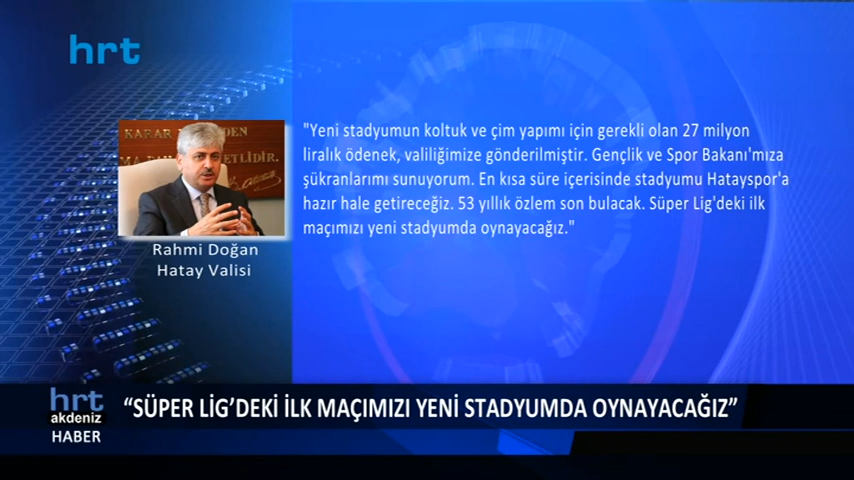 hrt
KARAR
"Yeni stadyumun koltuk ve çim yapımı için gerekli olan 27 milyon
liralık ödenek, valiliğimize gönderilmiştir. Gençlik ve Spor Bakanı'mıza
şükranlarımı sunuyorum. En kısa süre içerisinde stadyumu Hatayspor'a
hazır hale getireceğiz. 53 yıllık özlem son bulacak. Süper Lig'deki ilk
maçımızı yeni stadyumda oynayacağız."
Rahmi Doğan
Hatay Valisi
hrt
akdeniz
HABER
“SÜPER LİG’DEKİ İLK MAÇIMIZI YENİ STADYUMDA OYNAYACAĞIZ”